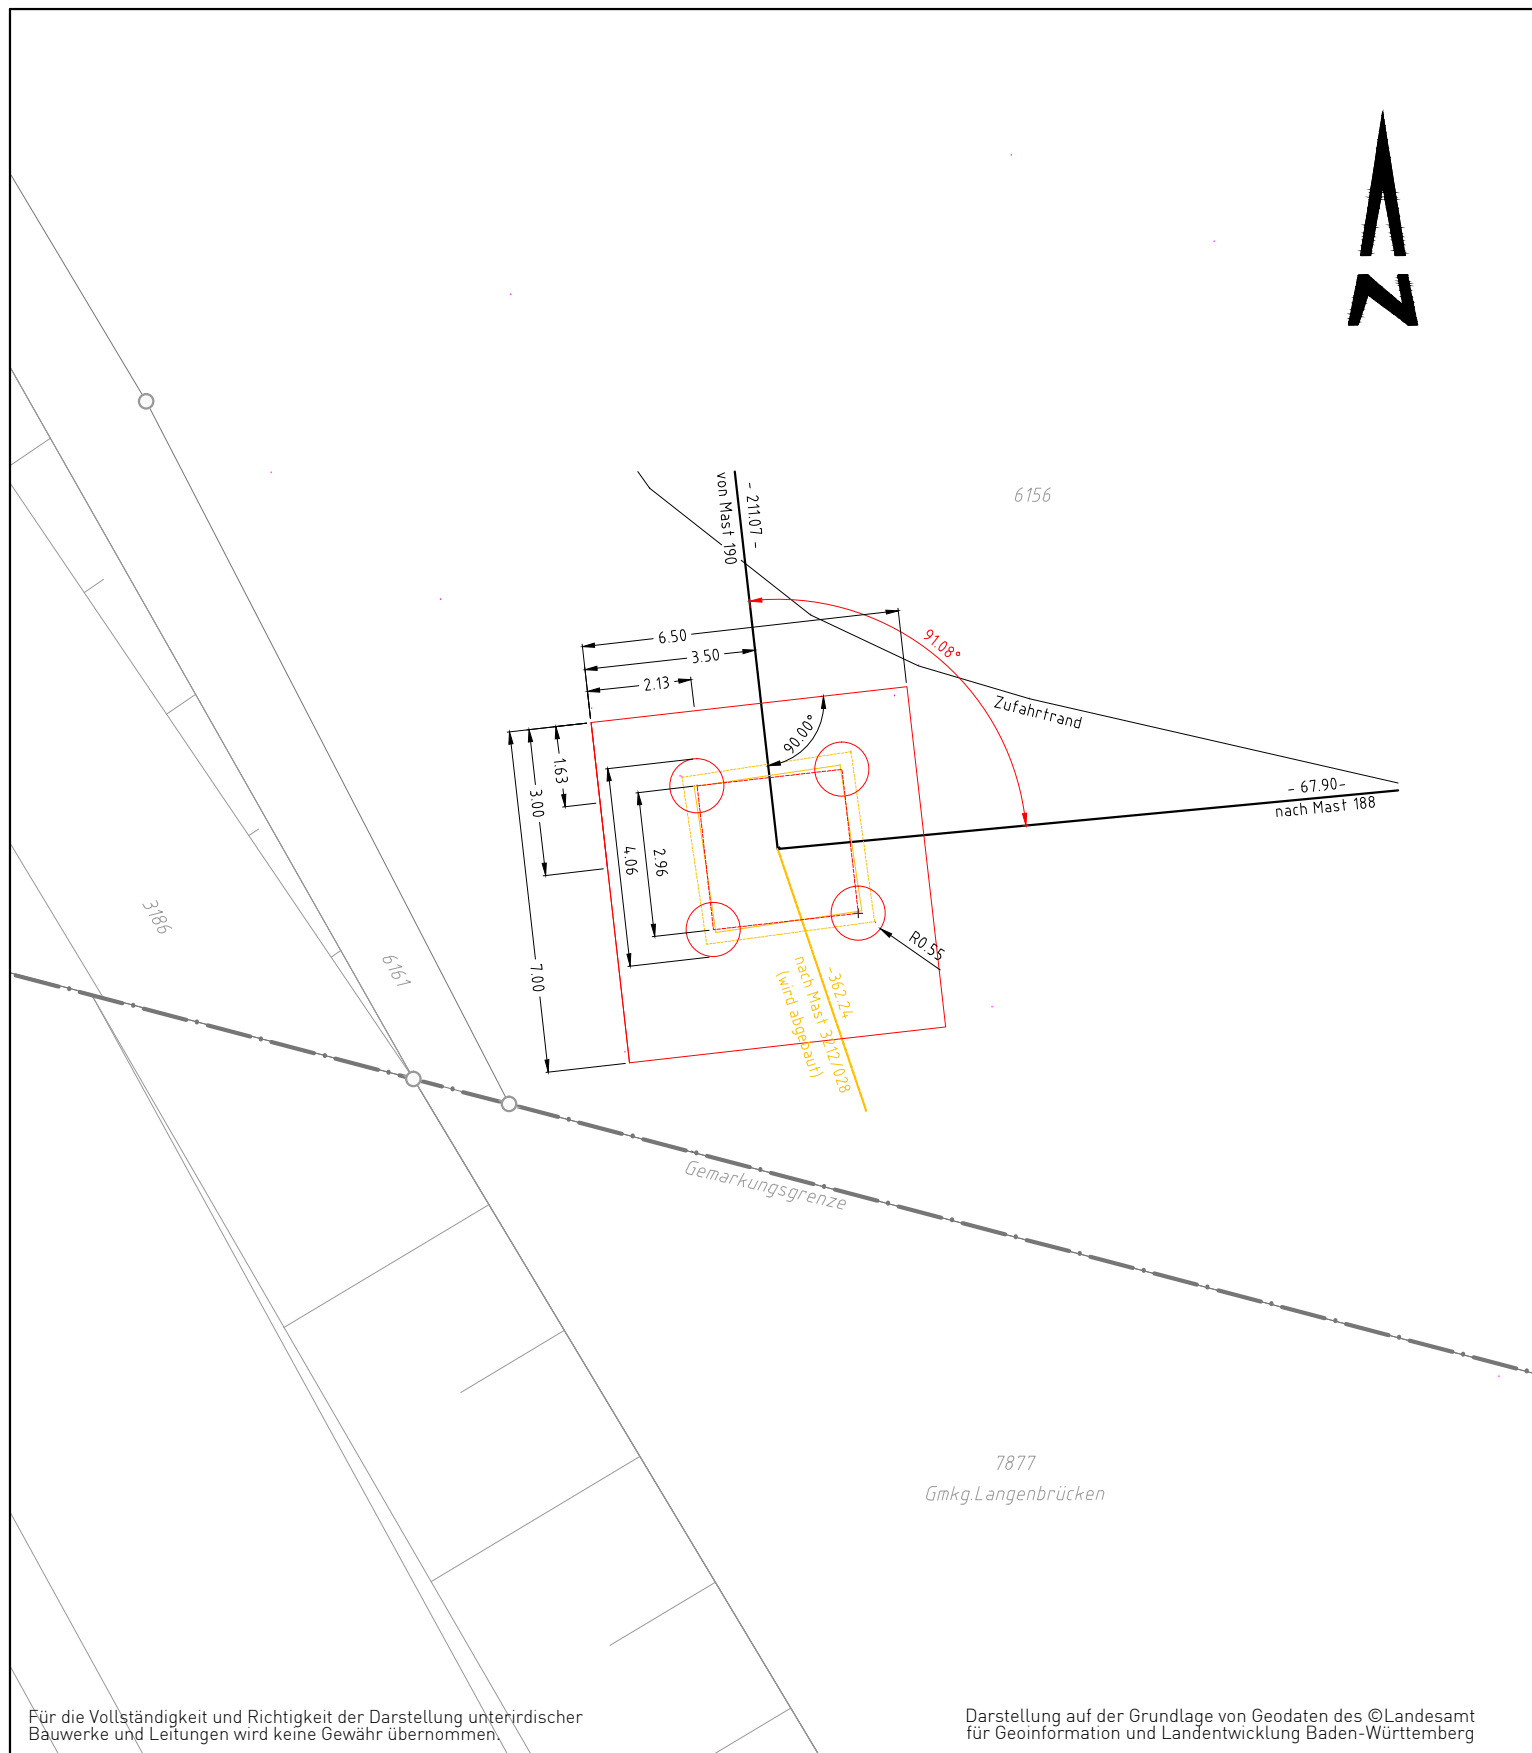 N
6156
- 211.07 -
von Mast 190
6.50
3.50
2.13
91.08°
Zufahrtrand
90.00°
- 67.90-
nach Mast 188
1.63
3.00
7.00
4.06
2.96
R0.55
-362.24
nach Mast 3212/028
(wird abgebaut)
3186
6161
Gemarkungsgrenze
7877
Gmkg.Langenbrücken
Für die Vollständigkeit und Richtigkeit der Darstellung unterirdischer
Bauwerke und Leitungen wird keine Gewähr übernommen.
Darstellung auf der Grundlage von Geodaten des ©Landesamt
für Geoinformation und Landentwicklung Baden-Württemberg